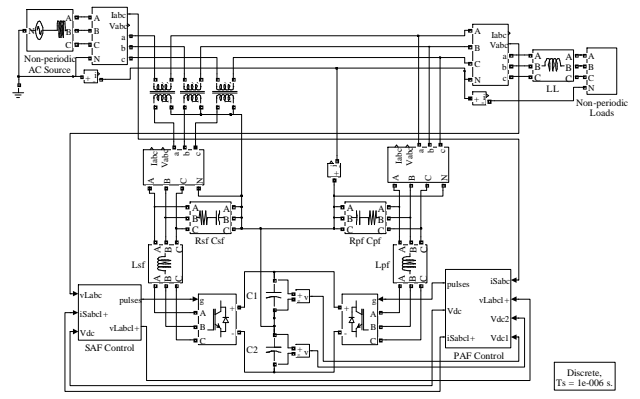 Iabc
Vabc
A
A
a
B
B
b
C
C
c
N
Non-periodic
AC Source
+ i
-
Iabc
A
Vabc
B
a
C
b
N
c
A
A
B
B
C
C
N
LL
Non-periodic
Loads
+ i
-
Iabc
Vabc
a
b
c
A
B
C
N
+ i
-
Iabc
Vabc
a
b
c
A
B
C
N
A
A
B
B
C
C
Rsf Csf
A
A
B
B
C
C
Rpf Cpf
A
B
C
Lsf
A
B
C
A
B
C
Lpf
A
B
C
vLabc
pulses
iSabcl+
Vdc
vLabcl+
SAF Control
g
A
B
C
+
-
C1
+
-
v
C2
+
-
v
+
-
g
A
B
C
pulses
iSabc
vLabcl+
Vdc
Vdc2
iSabcl+
Vdc1
PAF Control
Discrete,
Ts = 1e-006 s.